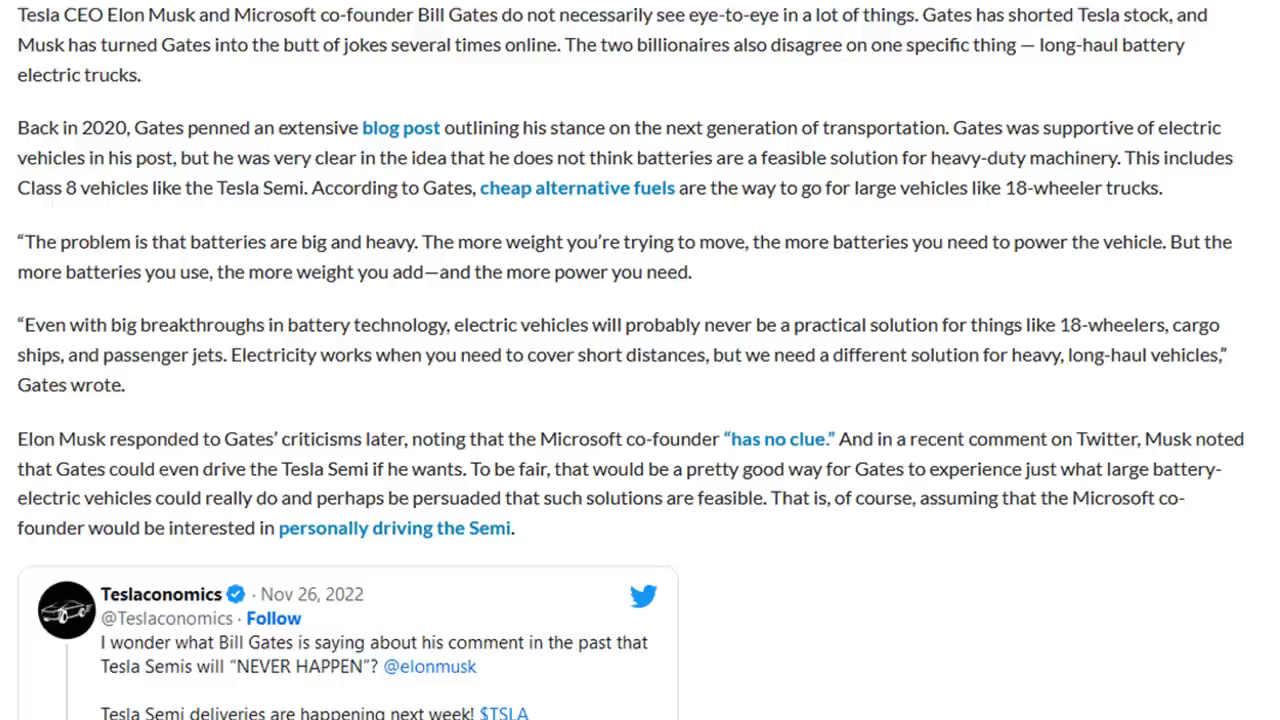 Tesla CEO Elon Musk and Microsoft co-founder Bill Gates do not necessarily see eye-to-eye in a lot of things. Gates has shorted Tesla stock, and
Musk has turned Gates into the butt of jokes several times online. The two billionaires also disagree on one specific thing — long-haul battery
electric trucks.
Back in 2020, Gates penned an extensive blog post outlining his stance on the next generation of transportation. Gates was supportive of electric
vehicles in his post, but he was very clear in the idea that he does not think batteries are a feasible solution for heavy-duty machinery. This includes
Class 8 vehicles like the Tesla Semi. According to Gates, cheap alternative fuels are the way to go for large vehicles like 18-wheeler trucks.
“The problem is that batteries are big and heavy. The more weight you’re trying to move, the more batteries you need to power the vehicle. But the
more batteries you use, the more weight you add—and the more power you need.
“Even with big breakthroughs in battery technology, electric vehicles will probably never be a practical solution for things like 18-wheelers, cargo
ships, and passenger jets. Electricity works when you need to cover short distances, but we need a different solution for heavy, long-haul vehicles,”
Gates wrote.
Elon Musk responded to Gates’ criticisms later, noting that the Microsoft co-founder “has no clue.” And in a recent comment on Twitter, Musk noted
that Gates could even drive the Tesla Semi if he wants. To be fair, that would be a pretty good way for Gates to experience just what large battery-
electric vehicles could really do and perhaps be persuaded that such solutions are feasible. That is, of course, assuming that the Microsoft co-
founder would be interested in personally driving the Semi.
Teslaconomics · Nov 26, 2022
@Teslaconomics · Follow
I wonder what Bill Gates is saying about his comment in the past that
Tesla Semis will “NEVER HAPPEN”? @elonmusk
Tesla Semi deliveries are happening next week! $TSLA